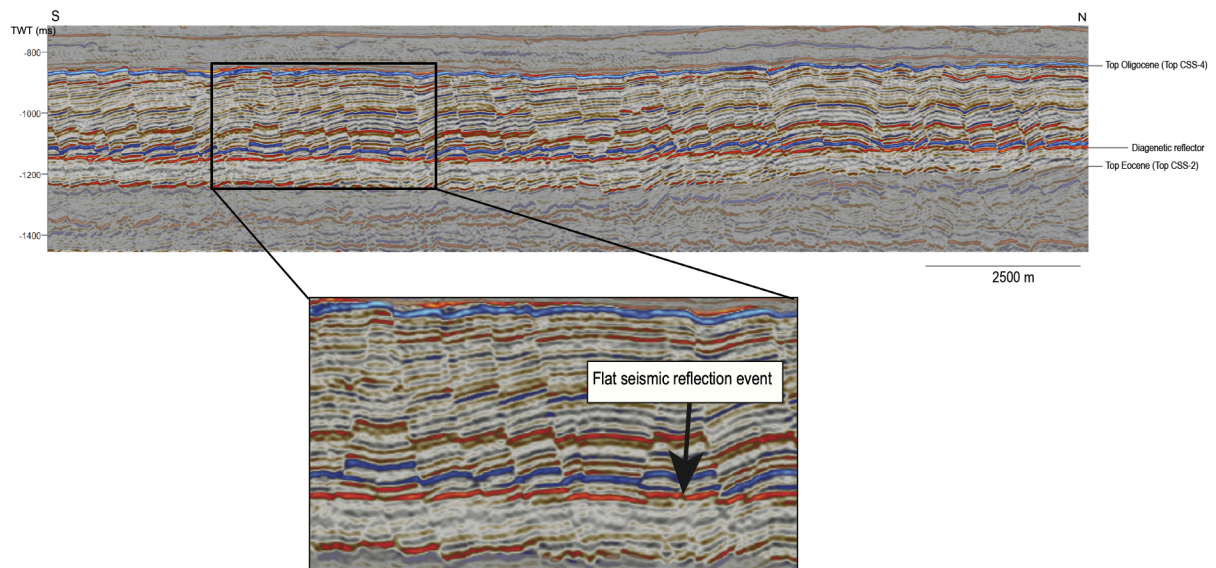 S
N
TWT (ms)
-800
Top Oligocene (Top CSS-4)
-1000
Diagenetic reflector
Top Eocene (Top CSS-2)
-1200
-1400
2500 m
Flat seismic reflection event